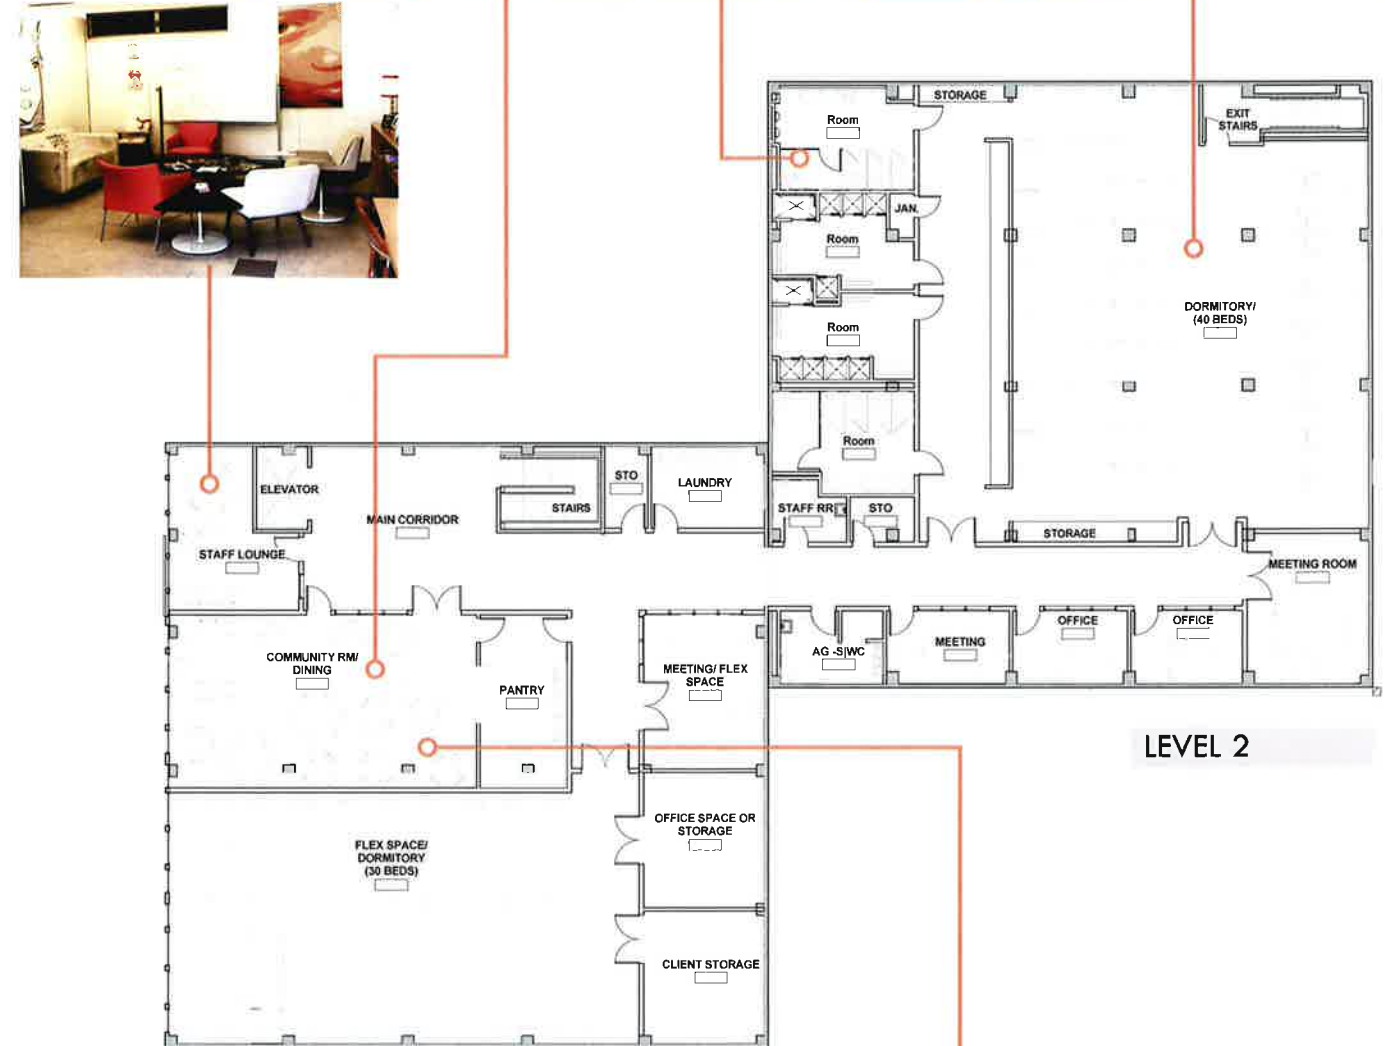 STORAGE
EXIT
STAIRS
Room
JAN.
Room
DORMITORY/
(40 BEDS)
Room
Room
STAFF RR
STO
STORAGE
MEETING ROOM
ELEVATOR
MAIN CORRIDOR
STAIRS
STO
LAUNDRY
STAFF LOUNGE
COMMUNITY RM/
DINING
PANTRY
MEETING/ FLEX
SPACE
AG -S|WC
MEETING
OFFICE
OFFICE
LEVEL 2
OFFICE SPACE OR
STORAGE
FLEX SPACE/
DORMITORY
(30 BEDS)
CLIENT STORAGE